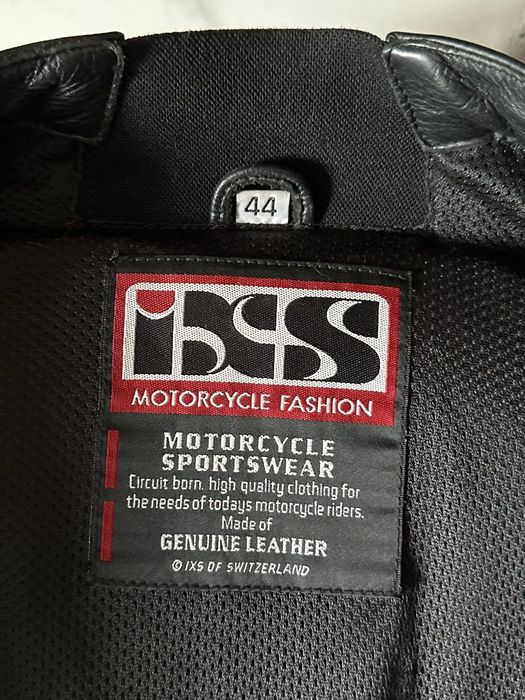 44
iXS
MOTORCYCLE FASHION
MOTORCYCLE
SPORTSWEAR
Circuit born. high quality clothing for
the needs of todays motorcycle riders.
Made of
GENUINE LEATHER
© IXS OF SWITZERLAND